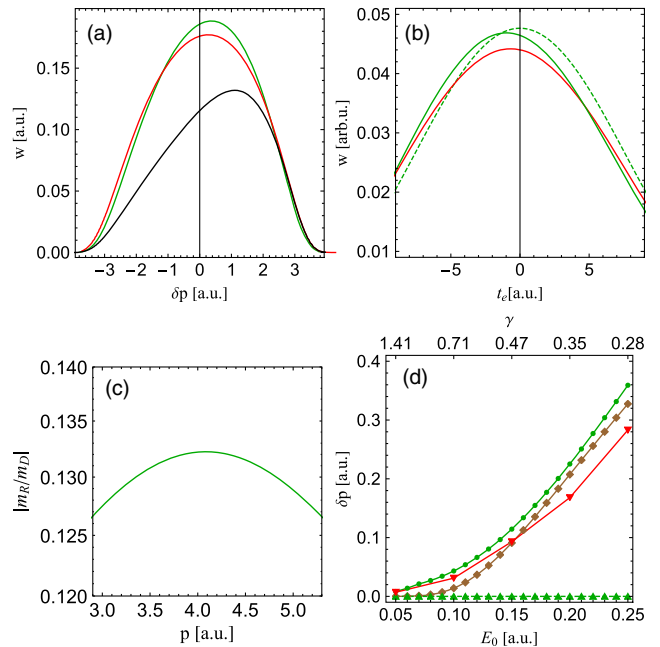 (a)
w [a.u.]
0.15
0.10
0.05
0.00
−3 −2 −1 0 1 2 3
δp [a.u.]
(b)
w [arb.u.]
0.05
0.04
0.03
0.02
0.01
−5 0 5
t_e[a.u.]
(c)
|m_R/m_D|
0.140
0.135
0.130
0.125
0.120
3.0 3.5 4.0 4.5 5.0
p [a.u.]
γ
1.41 0.71 0.47 0.35 0.28
(d)
δp [a.u.]
0.4
0.3
0.2
0.1
0.0
0.05 0.10 0.15 0.20 0.25
E_0 [a.u.]